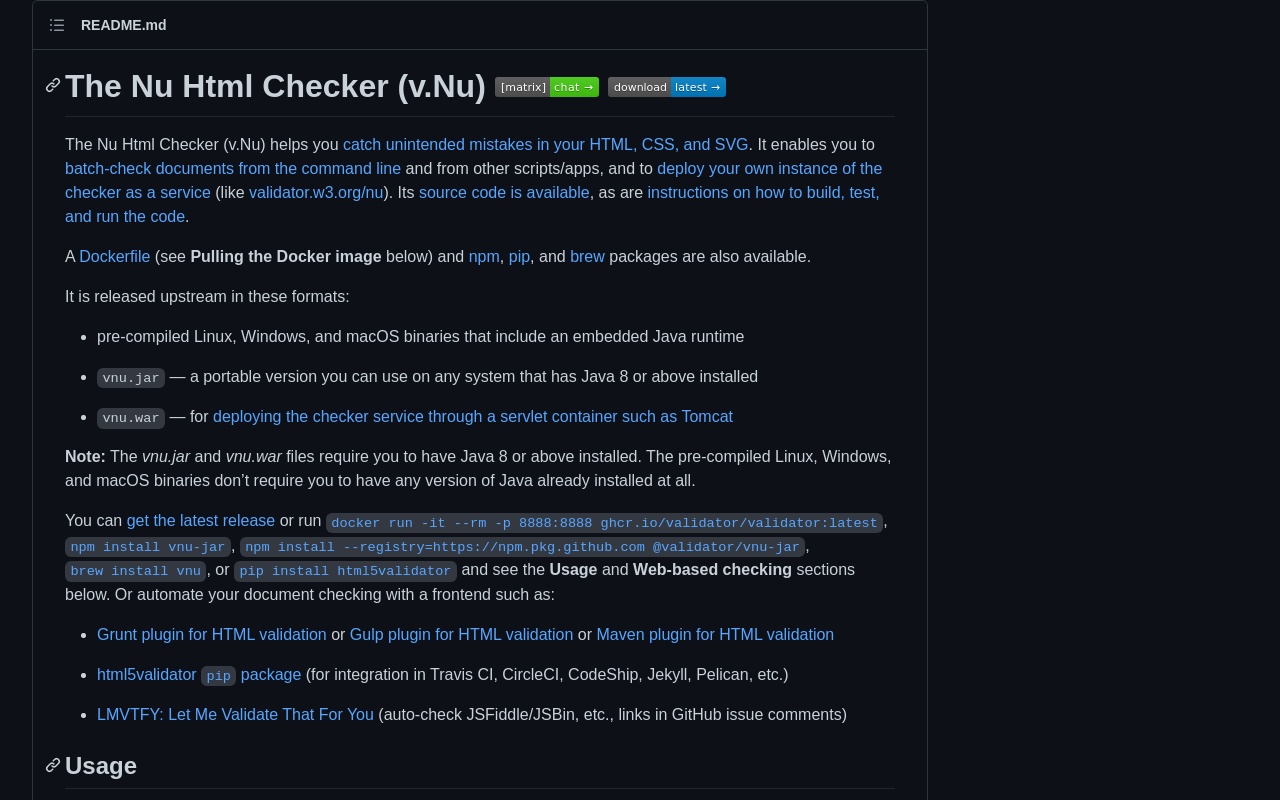 README.md
The Nu Html Checker (v.Nu) [matrix] chat → download latest →
The Nu Html Checker (v.Nu) helps you catch unintended mistakes in your HTML, CSS, and SVG. It enables you to
batch-check documents from the command line and from other scripts/apps, and to deploy your own instance of the
checker as a service (like validator.w3.org/nu). Its source code is available, as are instructions on how to build, test,
and run the code.
A Dockerfile (see Pulling the Docker image below) and npm, pip, and brew packages are also available.
It is released upstream in these formats:
• pre-compiled Linux, Windows, and macOS binaries that include an embedded Java runtime
• vnu.jar — a portable version you can use on any system that has Java 8 or above installed
• vnu.war — for deploying the checker service through a servlet container such as Tomcat
Note: The vnu.jar and vnu.war files require you to have Java 8 or above installed. The pre-compiled Linux, Windows,
and macOS binaries don’t require you to have any version of Java already installed at all.
You can get the latest release or run docker run -it --rm -p 8888:8888 ghcr.io/validator/validator:latest,
npm install vnu-jar, npm install --registry=https://npm.pkg.github.com @validator/vnu-jar,
brew install vnu, or pip install html5validator and see the Usage and Web-based checking sections
below. Or automate your document checking with a frontend such as:
• Grunt plugin for HTML validation or Gulp plugin for HTML validation or Maven plugin for HTML validation
• html5validator pip package (for integration in Travis CI, CircleCI, CodeShip, Jekyll, Pelican, etc.)
• LMVTFY: Let Me Validate That For You (auto-check JSFiddle/JSBin, etc., links in GitHub issue comments)
Usage